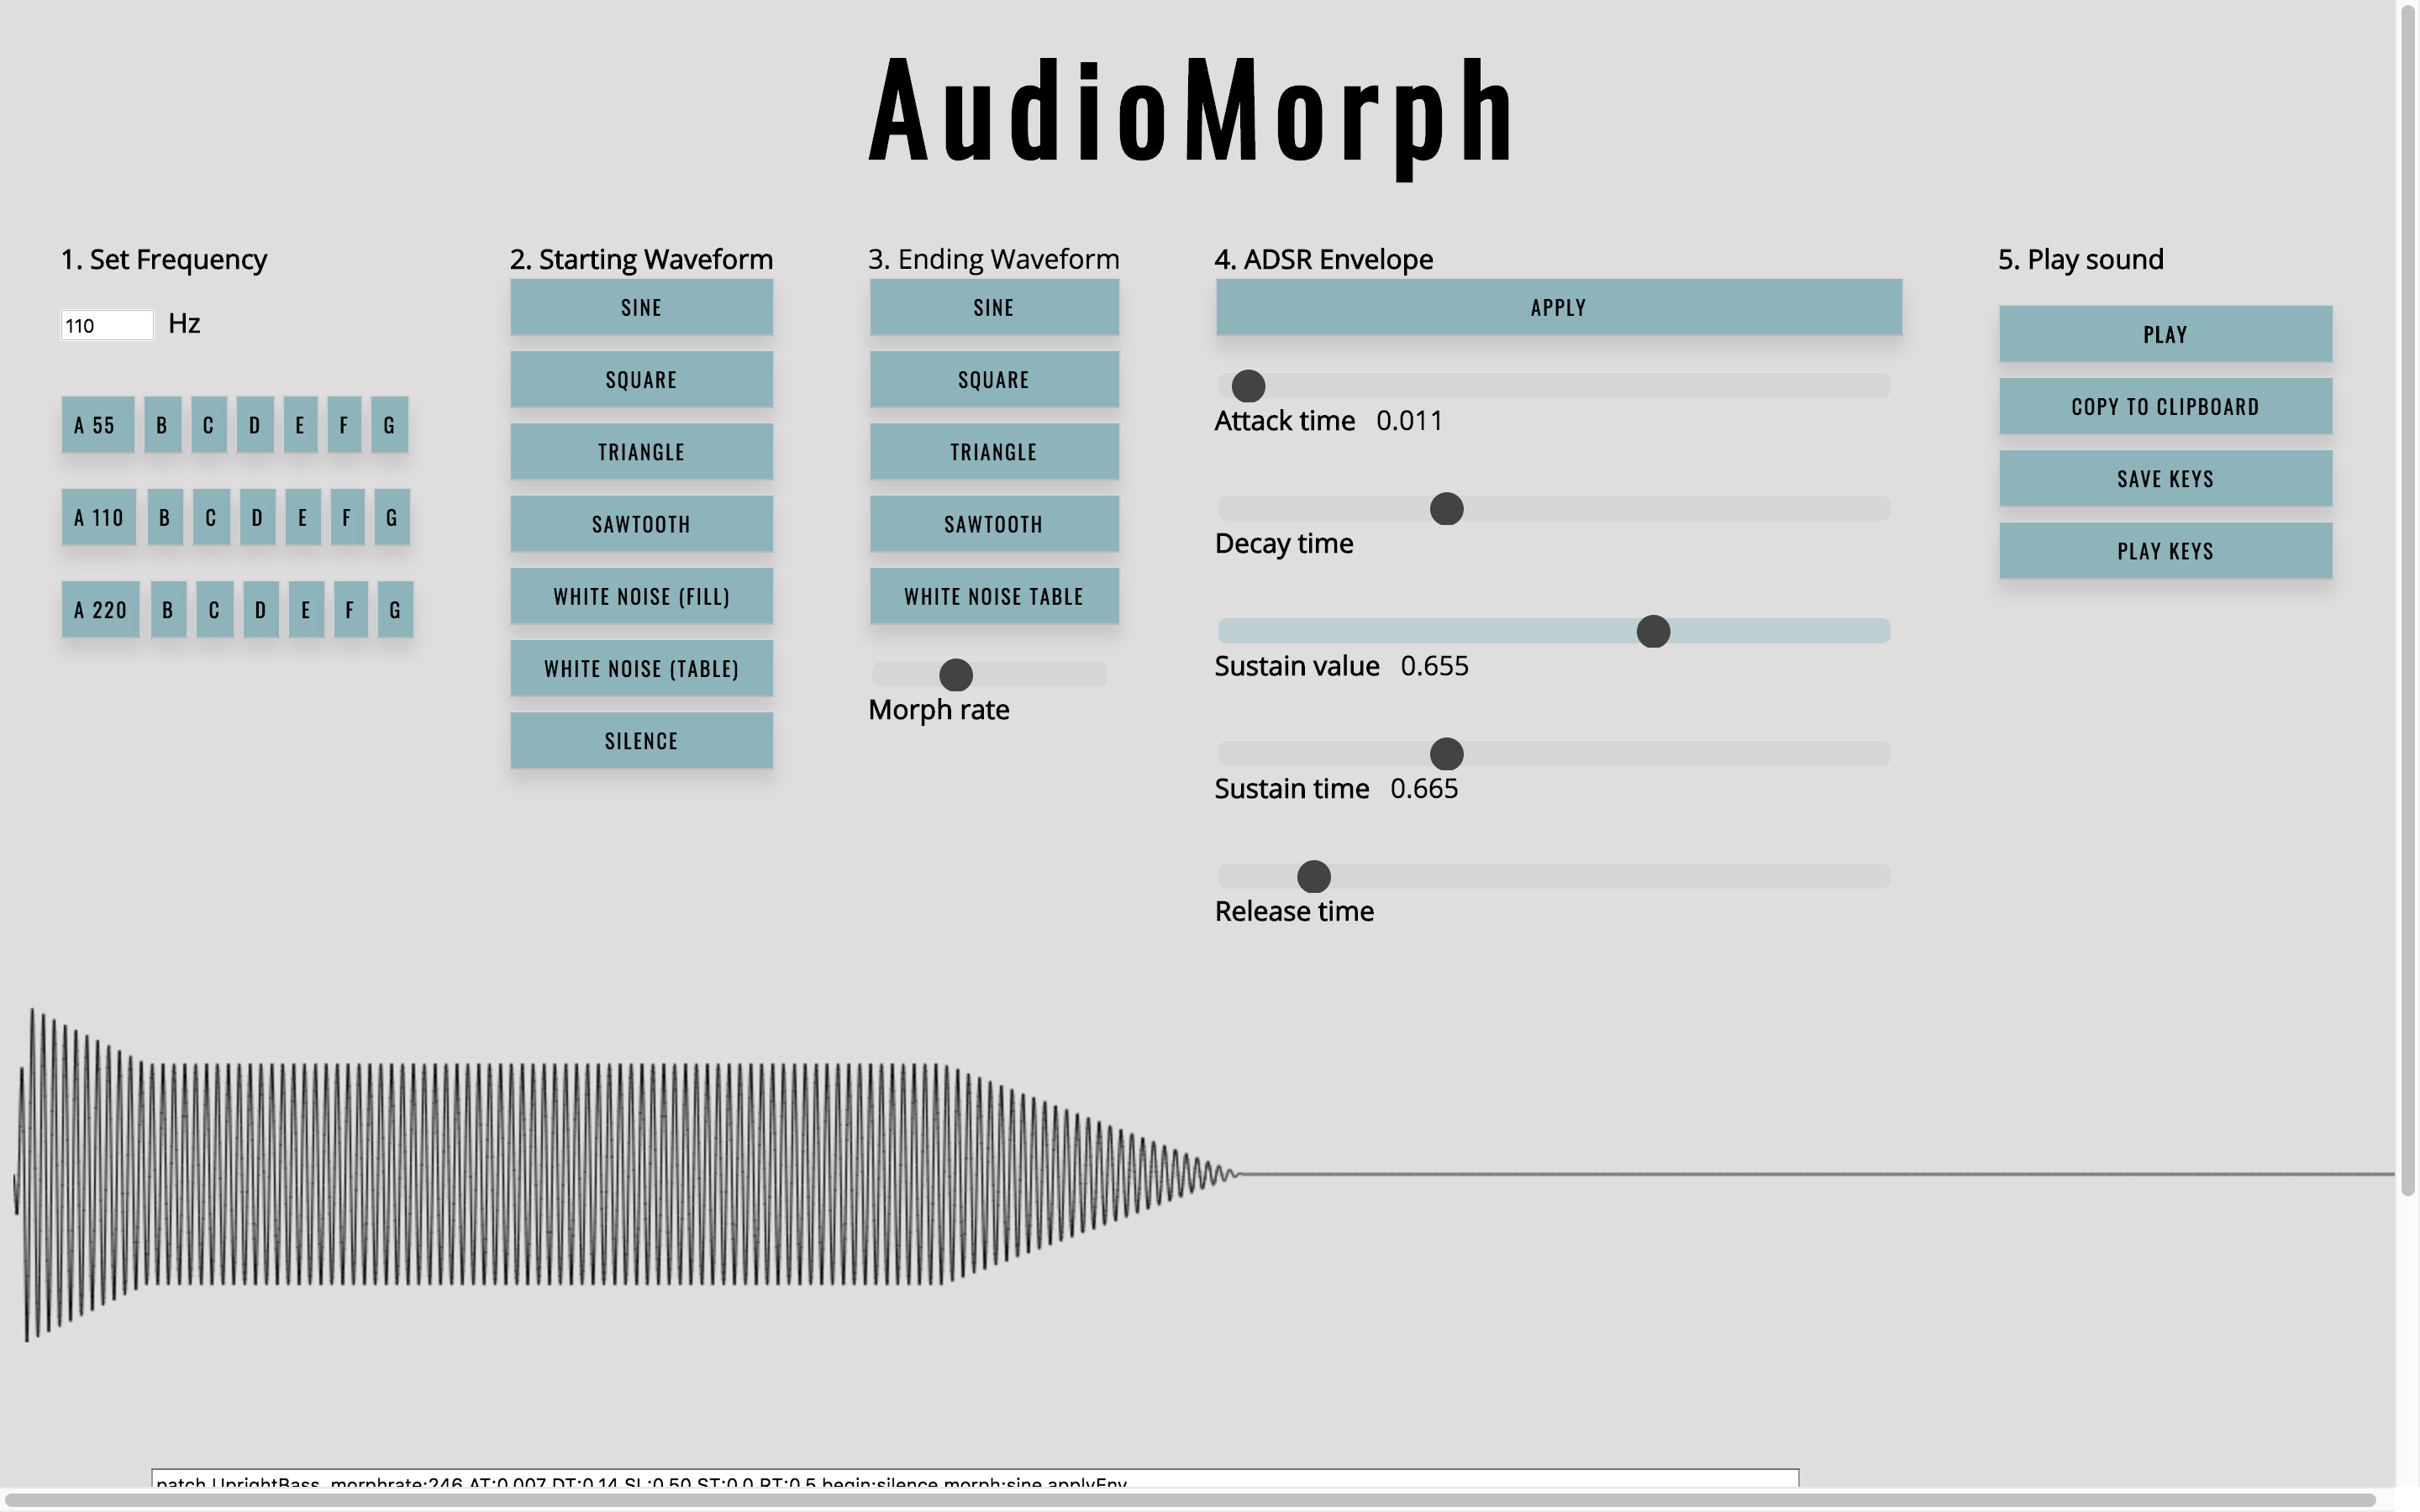 AudioMorph
1. Set Frequency
110 Hz
A 55 B C D E F G
A 110 B C D E F G
A 220 B C D E F G
2. Starting Waveform
SINE
SQUARE
TRIANGLE
SAWTOOTH
WHITE NOISE (FILL)
WHITE NOISE (TABLE)
SILENCE
3. Ending Waveform
SINE
SQUARE
TRIANGLE
SAWTOOTH
WHITE NOISE TABLE
Morph rate
4. ADSR Envelope
APPLY
Attack time 0.011
Decay time
Sustain value 0.655
Sustain time 0.665
Release time
5. Play sound
PLAY
COPY TO CLIPBOARD
SAVE KEYS
PLAY KEYS
patch UprightBass morphrate:246 AT:0.007 DT:0.14 SL:0.50 ST:0.0 RT:0.5 begin:silence morph:sine applyEnv